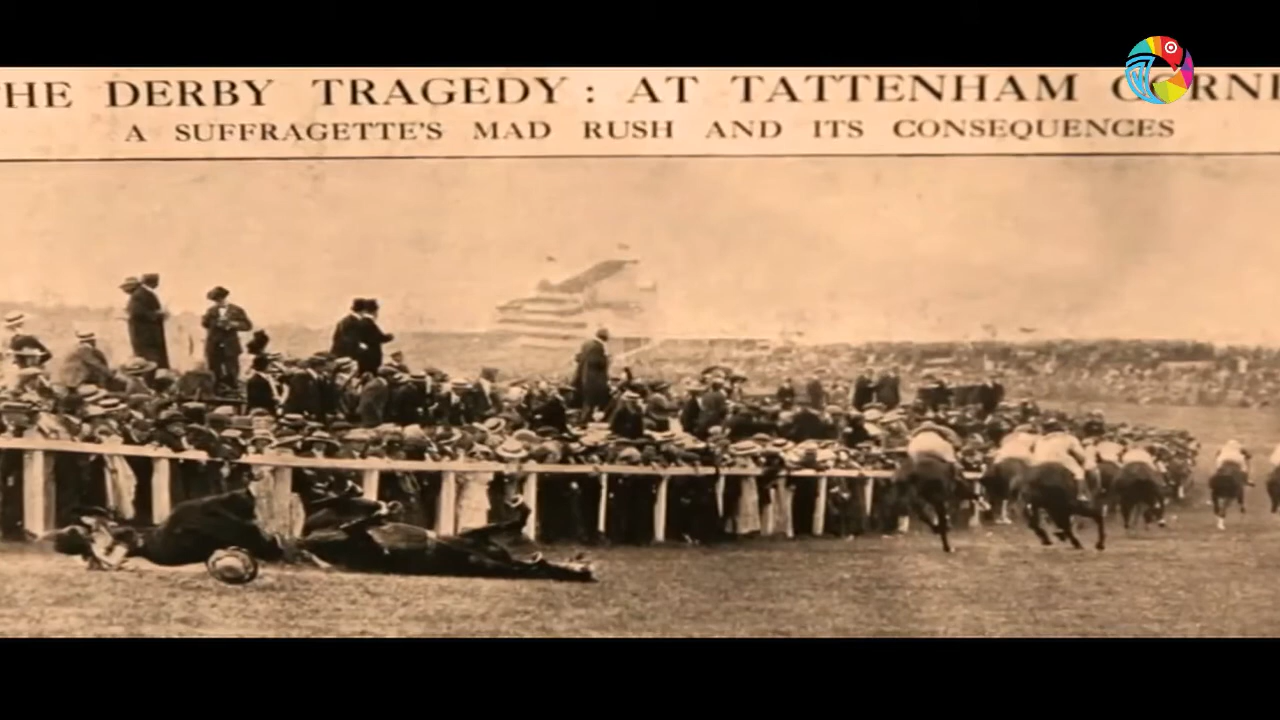 HE DERBY TRAGEDY: AT TATTENHAM
A SUFFRAGETTE'S MAD RUSH AND ITS CONSEQUENCES